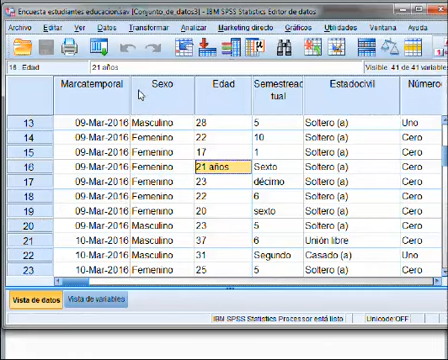 Encuesta estudiantes educacion.sav [Conjunto_de_datos3] - IBM SPSS Statistics Editor de datos
Archivo Editar Ver Datos Transformar Analizar Marketing directo Gráficos Utilidades Ventana Ayuda
16 : Edad 21 años Visible: 41 de 41 variables
Marcatemporal Sexo Edad Semestreac Estadocivil Número
tual
13 09-Mar-2016 Masculino 28 5 Soltero (a) Uno
14 09-Mar-2016 Femenino 22 10 Soltero (a) Cero
15 09-Mar-2016 Femenino 17 1 Soltero (a) Cero
16 09-Mar-2016 Femenino 21 años Sexto Soltero (a) Cero
17 09-Mar-2016 Femenino 23 décimo Soltero (a) Cero
18 09-Mar-2016 Femenino 22 6 Soltero (a) Cero
19 09-Mar-2016 Femenino 20 sexto Soltero (a) Cero
20 09-Mar-2016 Masculino 23 5 Soltero (a) Cero
21 10-Mar-2016 Masculino 37 6 Unión libre Cero
22 10-Mar-2016 Masculino 31 Segundo Casado (a) Uno
23 10-Mar-2016 Femenino 25 5 Soltero (a) Cero
Vista de datos Vista de variables
IBM SPSS Statistics Processor está listo Unicode:OFF